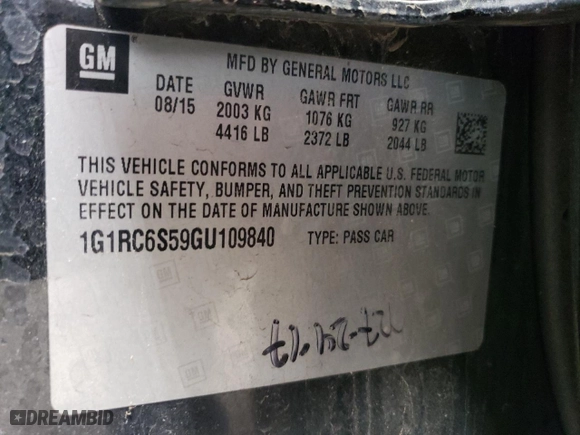 GM
MFD BY GENERAL MOTORS LLC
DATE GVWR GAWR FRT GAWR RR
08/15 2003 KG 1076 KG 927 KG
4416 LB 2372 LB 2044 LB
THIS VEHICLE CONFORMS TO ALL APPLICABLE U.S. FEDERAL MOTOR
VEHICLE SAFETY, BUMPER, AND THEFT PREVENTION STANDARDS IN
EFFECT ON THE DATE OF MANUFACTURE SHOWN ABOVE.
1G1RC6S59GU109840 TYPE: PASS CAR
DREAMBID